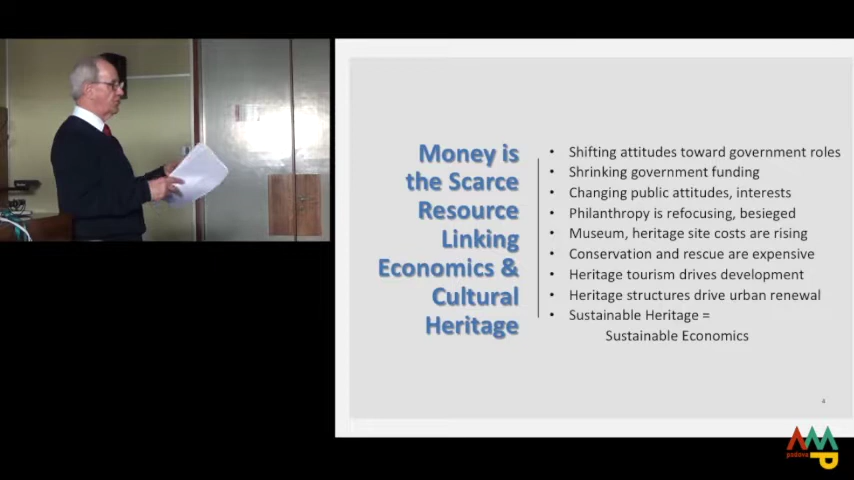 Money is
the Scarce
Resource
Linking
Economics &
Cultural
Heritage
• Shifting attitudes toward government roles
• Shrinking government funding
• Changing public attitudes, interests
• Philanthropy is refocusing, besieged
• Museum, heritage site costs are rising
• Conservation and rescue are expensive
• Heritage tourism drives development
• Heritage structures drive urban renewal
• Sustainable Heritage =
Sustainable Economics
4
AMP
padova